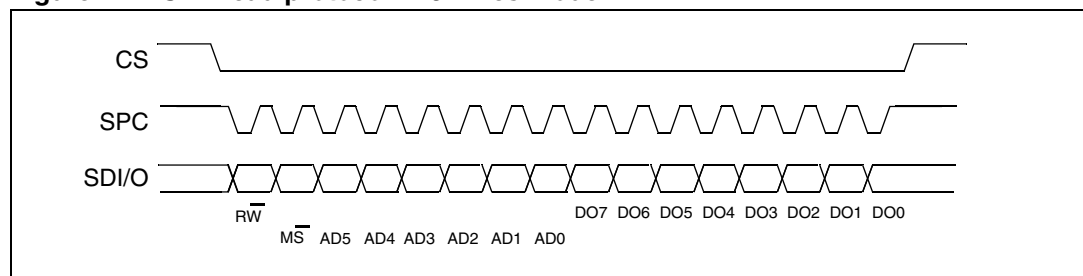 CS
SPC
SDI/O
RW
DO7 DO6 DO5 DO4 DO3 DO2 DO1 DO0
MS AD5 AD4 AD3 AD2 AD1 AD0